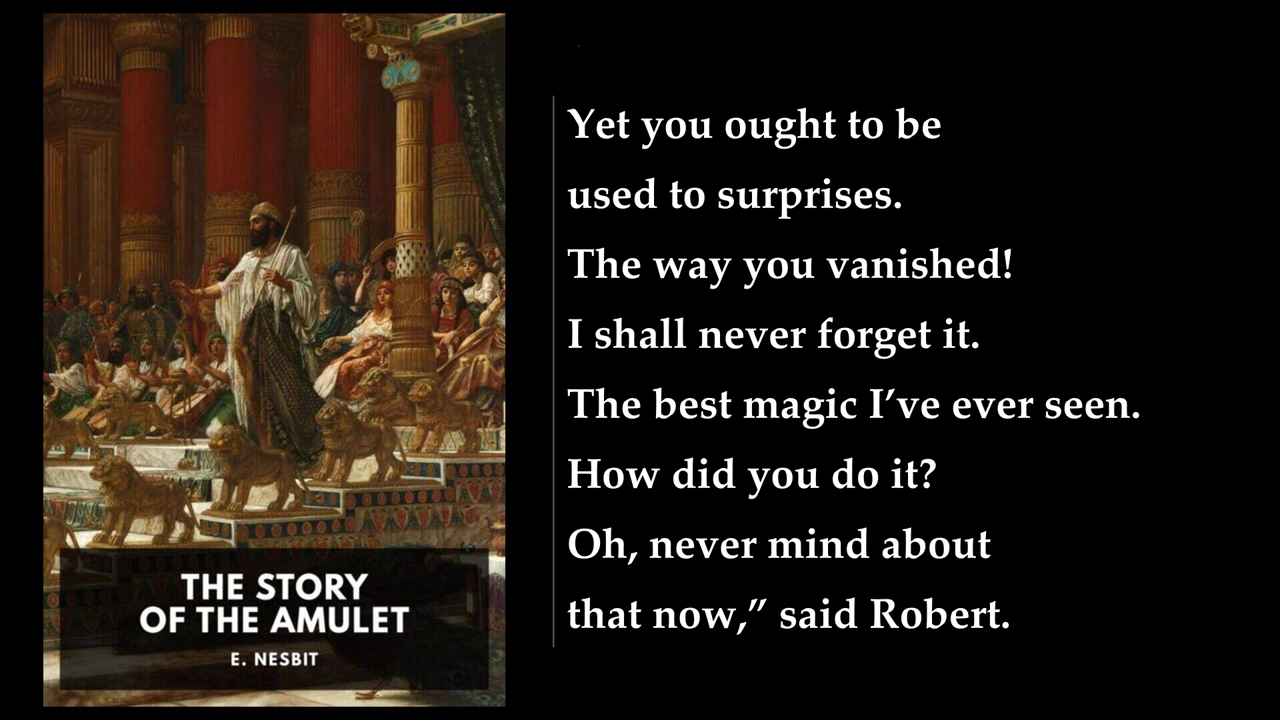 THE STORY
OF THE AMULET
E. NESBIT
Yet you ought to be
used to surprises.
The way you vanished!
I shall never forget it.
The best magic I’ve ever seen.
How did you do it?
Oh, never mind about
that now,” said Robert.